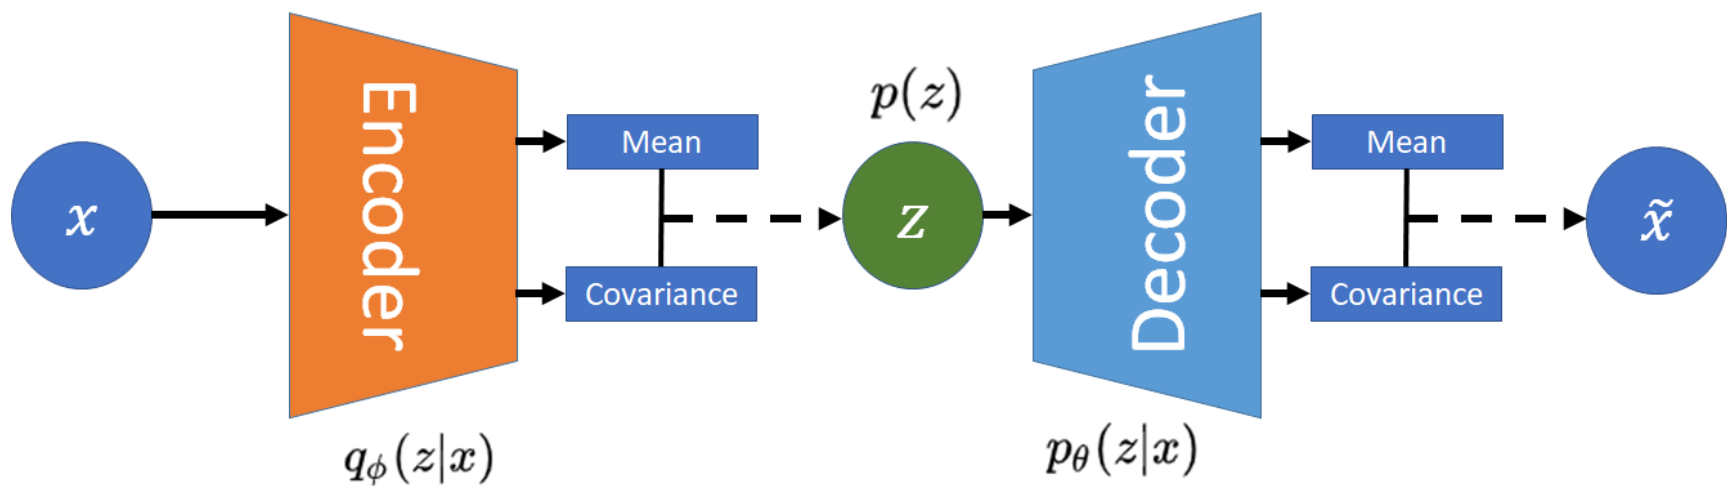 x
Encoder
q_ϕ(z|x)
Mean
Covariance
p(z)
z
Decoder
p_θ(z|x)
Mean
Covariance
x̃